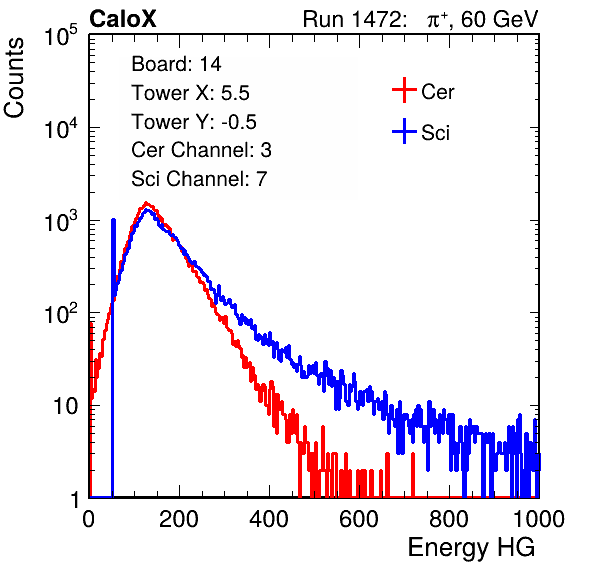 CaloX Run 1472: π⁺, 60 GeV
Counts
Board: 14
Tower X: 5.5
Tower Y: -0.5
Cer Channel: 3
Sci Channel: 7
Cer
Sci
10⁵
10⁴
10³
10²
10
1
0 200 400 600 800 1000
Energy HG